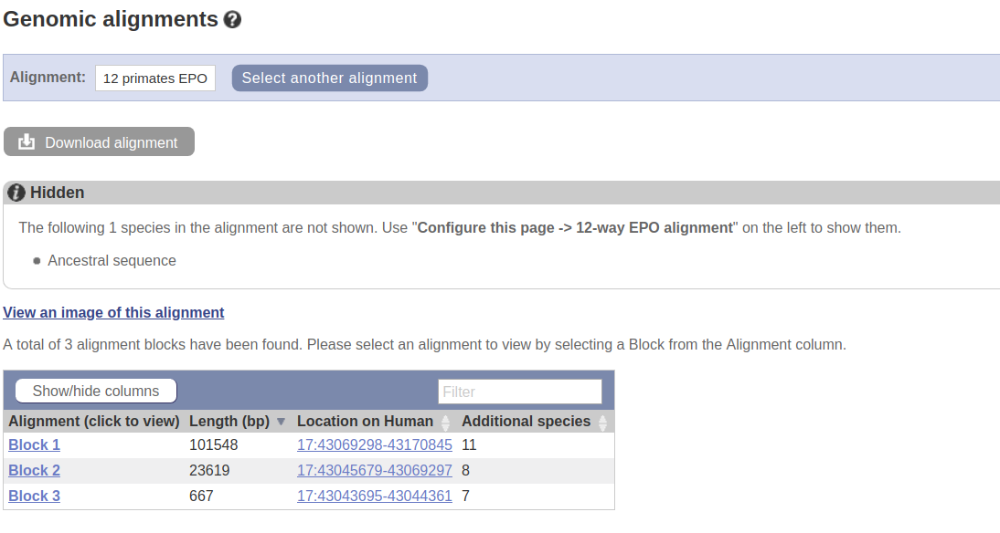 Genomic alignments ?
Alignment: 12 primates EPO Select another alignment
Download alignment
i Hidden
The following 1 species in the alignment are not shown. Use "Configure this page -> 12-way EPO alignment" on the left to show them.
Ancestral sequence
View an image of this alignment
A total of 3 alignment blocks have been found. Please select an alignment to view by selecting a Block from the Alignment column.
Show/hide columns Filter
Alignment (click to view) Length (bp) Location on Human Additional species
Block 1 101548 17:43069298-43170845 11
Block 2 23619 17:43045679-43069297 8
Block 3 667 17:43043695-43044361 7